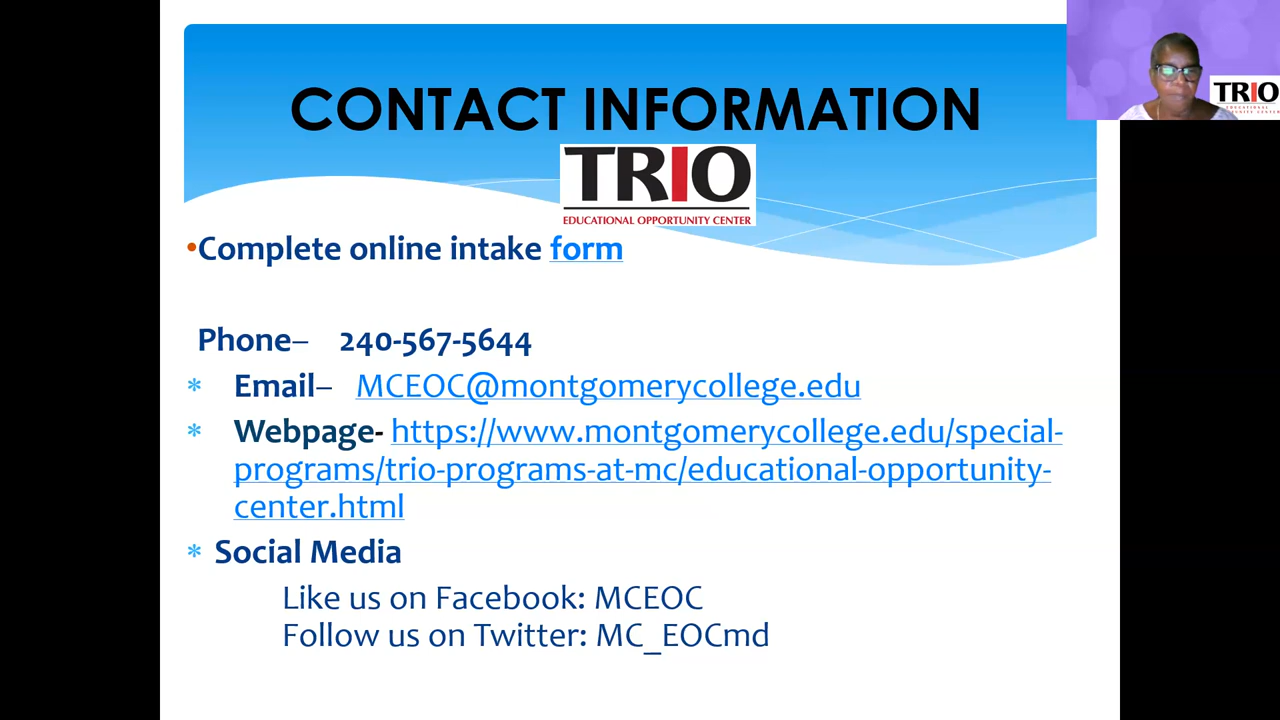 CONTACT INFORMATION
TRIO
EDUCATIONAL OPPORTUNITY CENTER
•Complete online intake form
Phone– 240-567-5644
* Email– MCEOC@montgomerycollege.edu
* Webpage- https://www.montgomerycollege.edu/special-
programs/trio-programs-at-mc/educational-opportunity-
center.html
* Social Media
Like us on Facebook: MCEOC
Follow us on Twitter: MC_EOCmd
TRIO
EDUCATIONAL